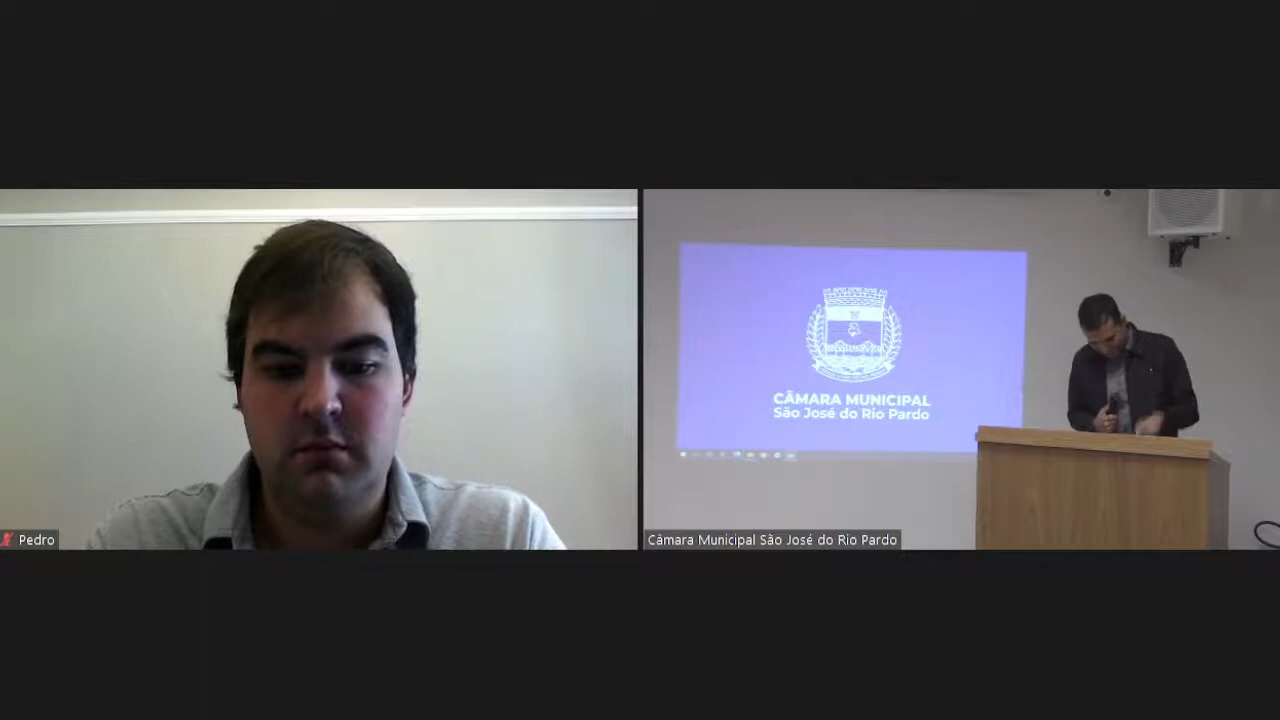 CÂMARA MUNICIPAL
São José do Rio Pardo
Pedro
Câmara Municipal São José do Rio Pardo